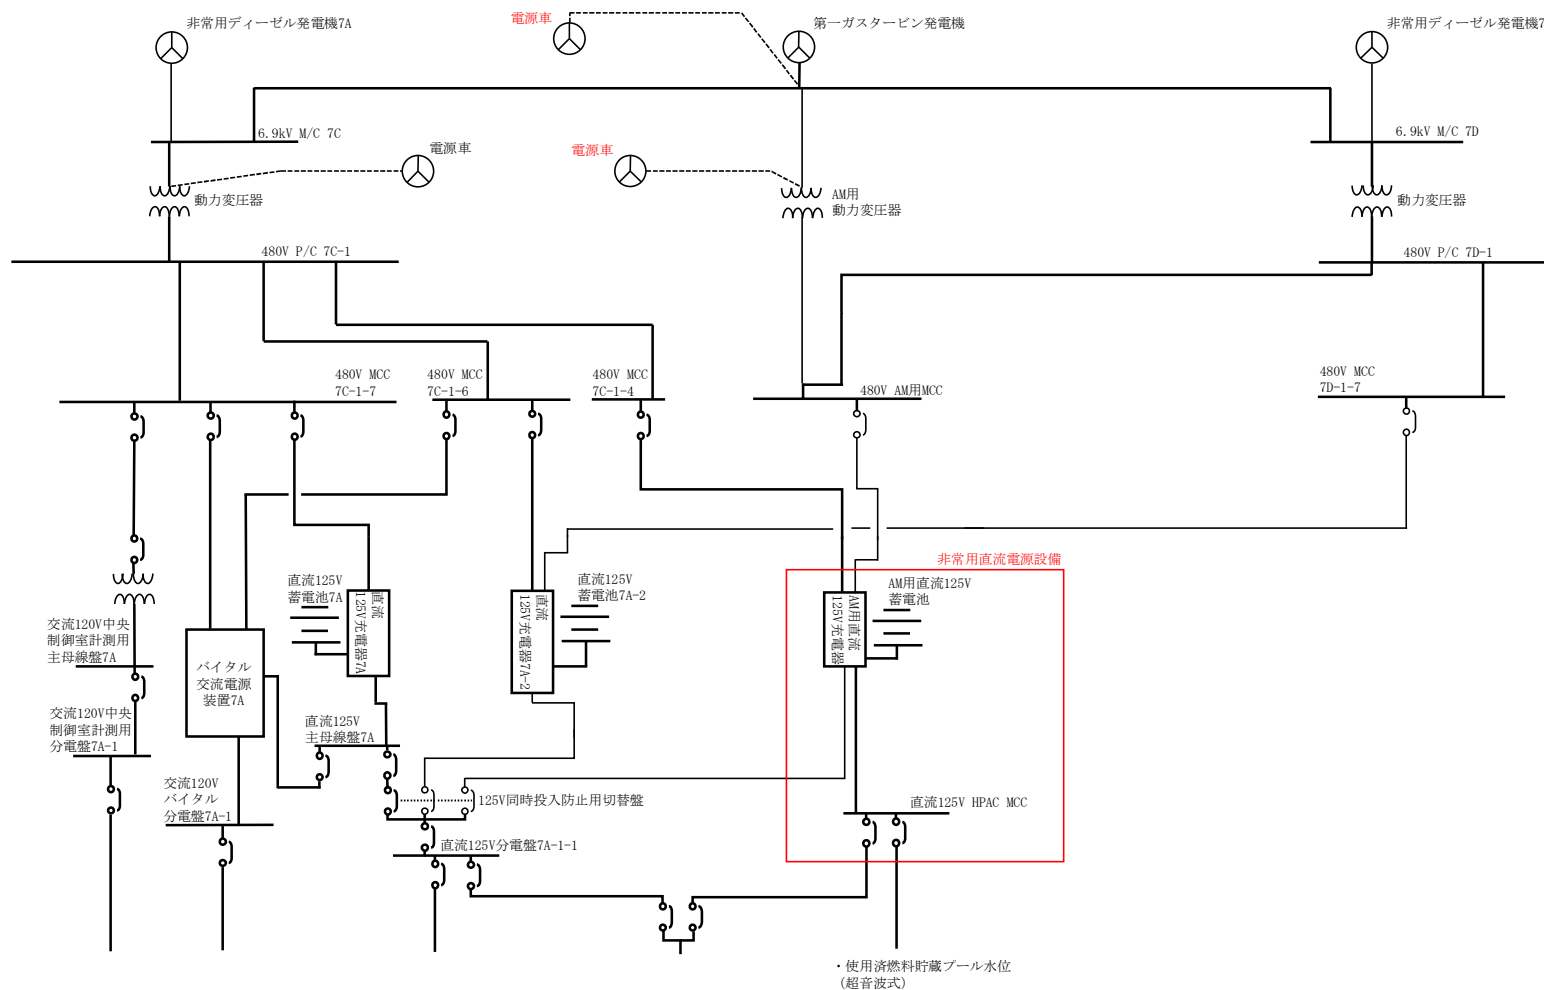 電源車
非常用ディーゼル発電機7A
第一ガスタービン発電機
非常用ディーゼル発電機7
6.9kV M/C 7C
6.9kV M/C 7D
電源車
電源車
動力変圧器
AM用
動力変圧器
動力変圧器
480V P/C 7C-1
480V P/C 7D-1
480V MCC
7C-1-7
480V MCC
7C-1-6
480V MCC
7C-1-4
480V AM用MCC
480V MCC
7D-1-7
非常用直流電源設備
直流125V
蓄電池7A
直流
125V充電器7A
直流
125V充電器7A-2
直流125V
蓄電池7A-2
AM用直流
125V充電器
AM用直流125V
蓄電池
交流120V中央
制御室計測用
主母線盤7A
バイタル
交流電源
装置7A
交流120V中央
制御室計測用
分電盤7A-1
直流125V
主母線盤7A
交流120V
バイタル
分電盤7A-1
125V同時投入防止用切替盤
直流125V HPAC MCC
直流125V分電盤7A-1-1
・使用済燃料貯蔵プール水位
(超音波式)